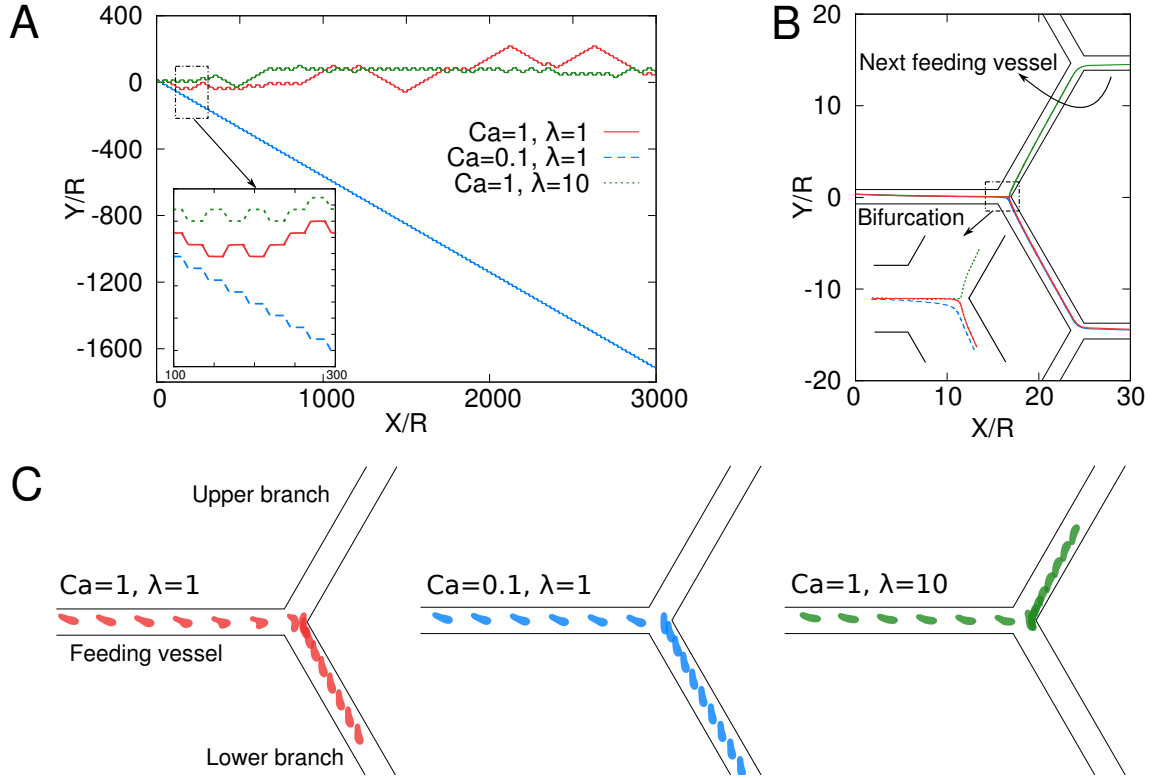 A
400
0
-400
-800
-1200
-1600
Y/R
Ca=1, λ=1
Ca=0.1, λ=1
Ca=1, λ=10
100
300
0
1000
2000
3000
X/R
B
20
10
0
-10
-20
Y/R
Next feeding vessel
Bifurcation
0
10
20
30
X/R
C
Upper branch
Ca=1, λ=1
Feeding vessel
Lower branch
Ca=0.1, λ=1
Ca=1, λ=10